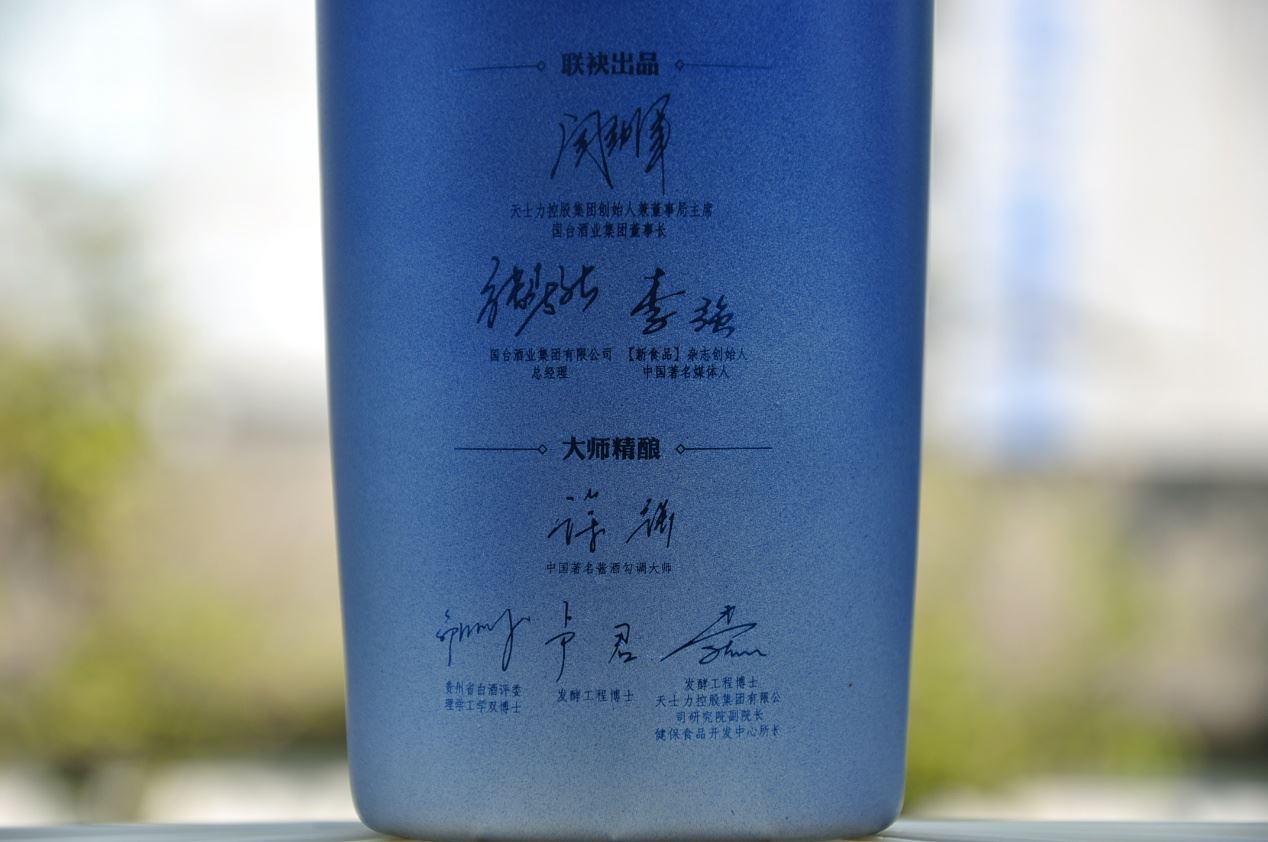 联袂出品
天士力控股集团创始人兼董事局主席
国台酒业集团董事长
李强
国台酒业集团有限公司
总经理
【新食品】杂志创始人
中国著名媒体人
大师精酿
中国著名酱酒勾调大师
卢君
贵州省白酒评委
理学工学双博士
发酵工程博士
发酵工程博士
天士力控股集团有限公
司研究院副院长
健保食品开发中心所长